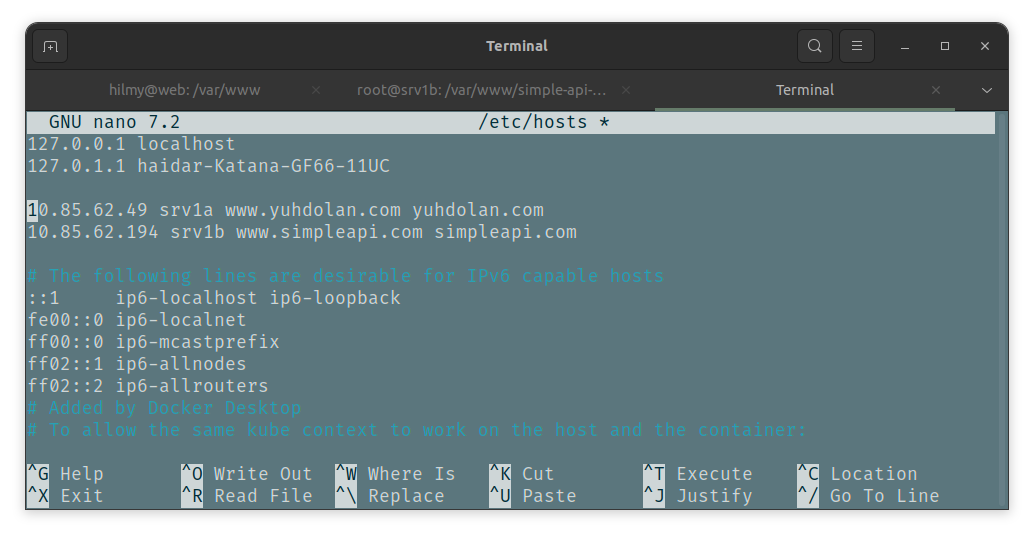 Terminal
hilmy@web: /var/www
root@srv1b: /var/www/simple-api-...
Terminal
GNU nano 7.2 /etc/hosts *
127.0.0.1 localhost
127.0.1.1 haidar-Katana-GF66-11UC
10.85.62.49 srv1a www.yuhdolan.com yuhdolan.com
10.85.62.194 srv1b www.simpleapi.com simpleapi.com
# The following lines are desirable for IPv6 capable hosts
::1     ip6-localhost ip6-loopback
fe00::0 ip6-localnet
ff00::0 ip6-mcastprefix
ff02::1 ip6-allnodes
ff02::2 ip6-allrouters
# Added by Docker Desktop
# To allow the same kube context to work on the host and the container:
^G Help ^O Write Out ^W Where Is ^K Cut ^T Execute ^C Location
^X Exit ^R Read File ^\ Replace ^U Paste ^J Justify ^/ Go To Line